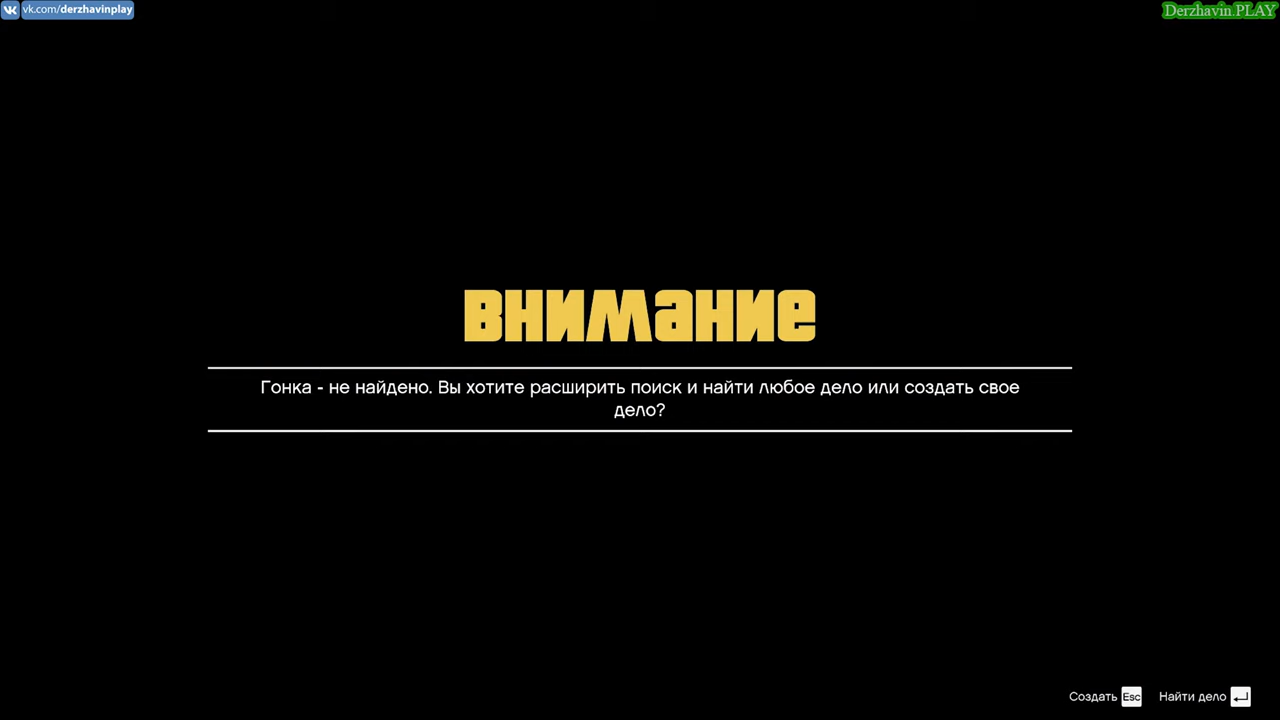 vk.com/derzhavinplay
Derzhavin.PLAY
внимание
Гонка - не найдено. Вы хотите расширить поиск и найти любое дело или создать свое
дело?
Создать Esc Найти дело